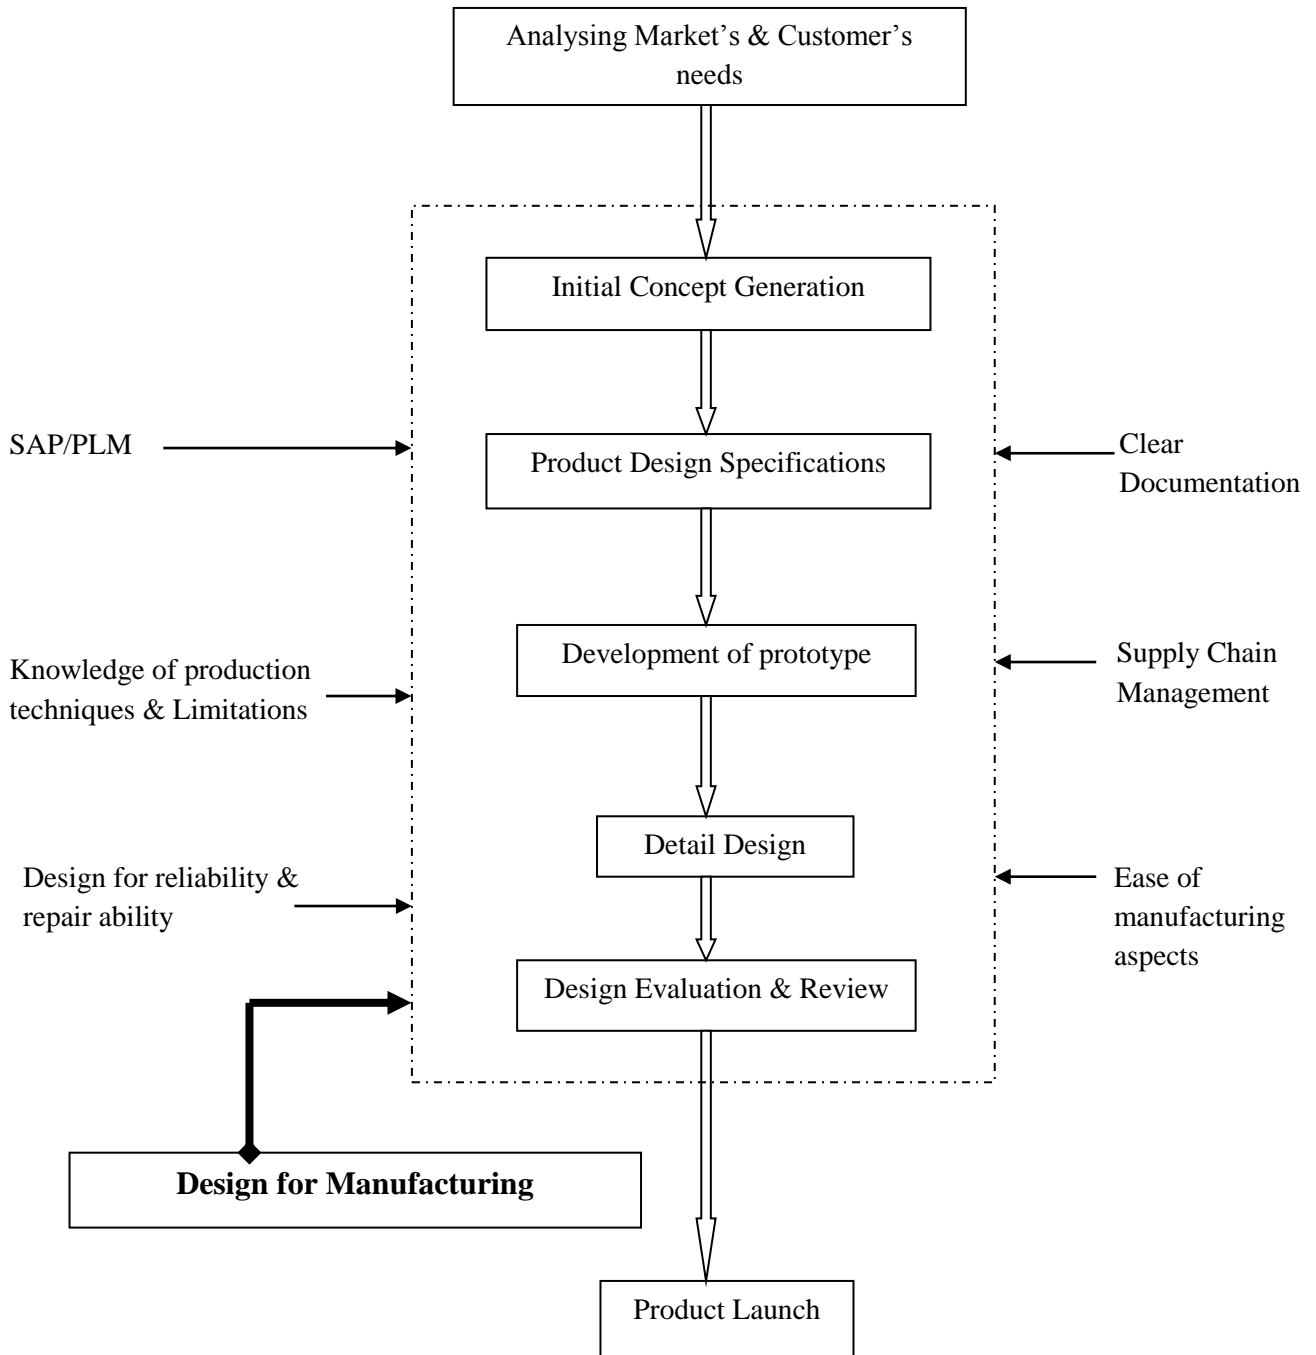 Analysing Market’s & Customer’s
needs
Initial Concept Generation
SAP/PLM
Product Design Specifications
Clear
Documentation
Knowledge of production
techniques & Limitations
Development of prototype
Supply Chain
Management
Design for reliability &
repair ability
Detail Design
Ease of
manufacturing
aspects
Design Evaluation & Review
Design for Manufacturing
Product Launch